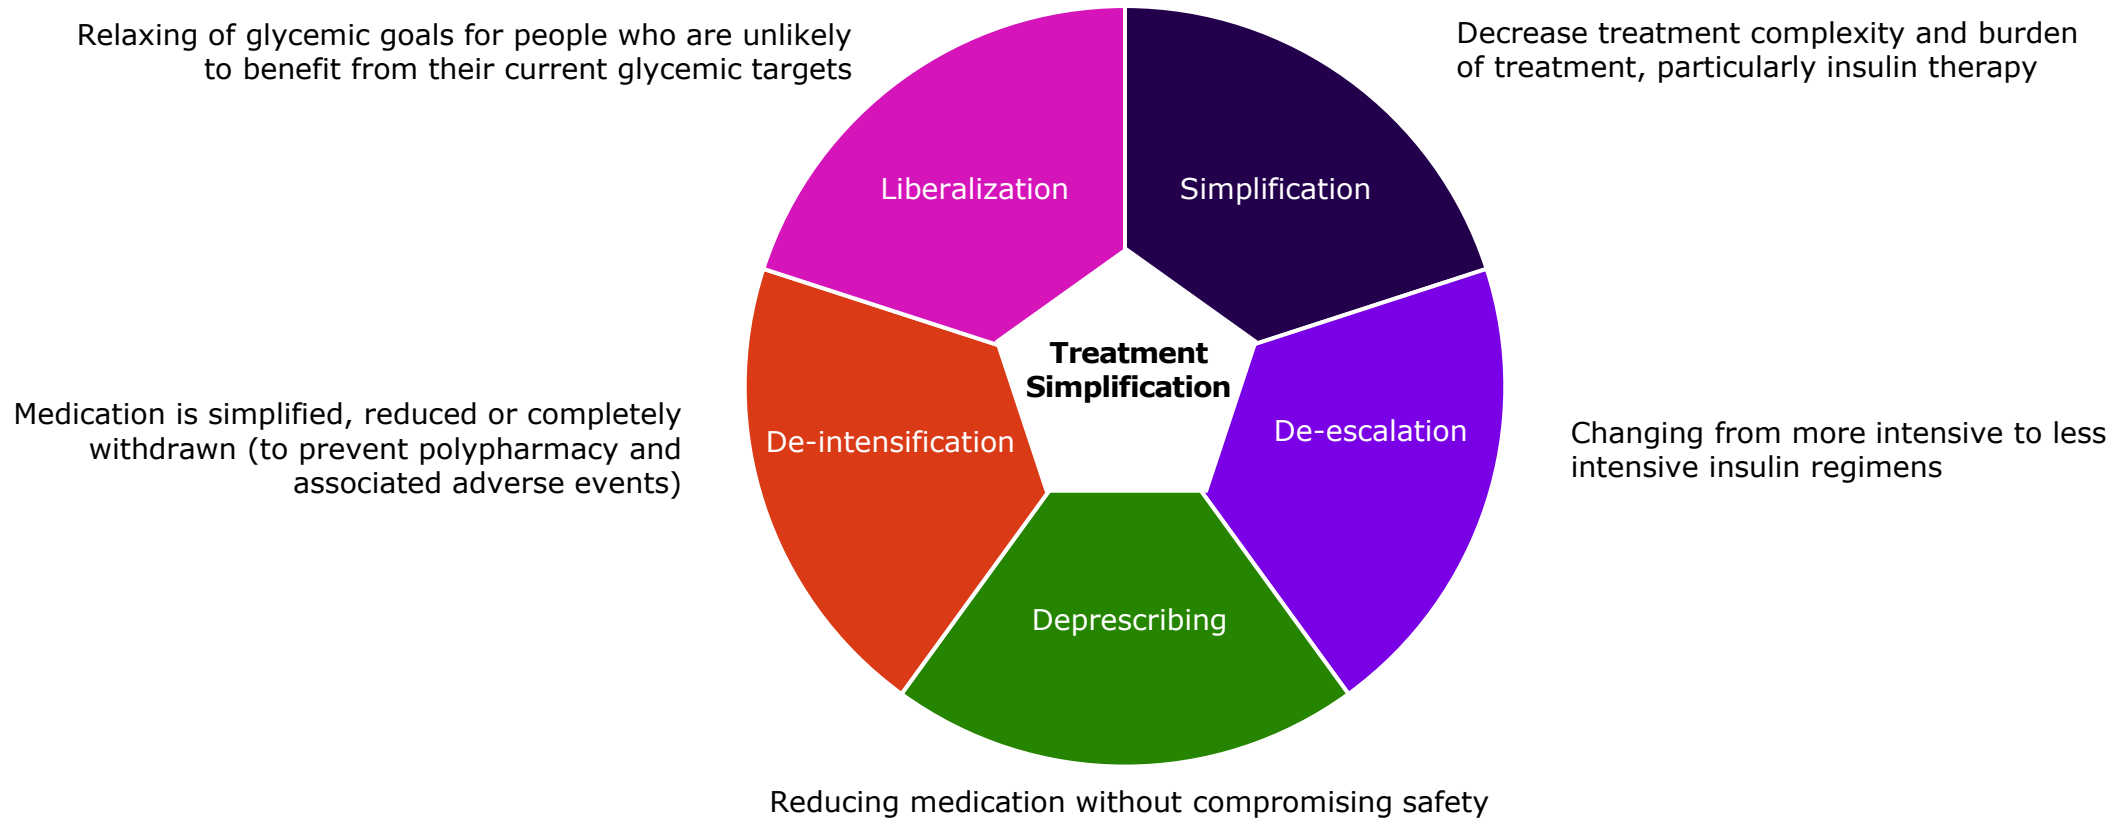 Relaxing of glycemic goals for people who are unlikely
to benefit from their current glycemic targets
Decrease treatment complexity and burden
of treatment, particularly insulin therapy
Liberalization
Simplification
Treatment
Simplification
Medication is simplified, reduced or completely
withdrawn (to prevent polypharmacy and
associated adverse events)
De-intensification
De-escalation
Changing from more intensive to less
intensive insulin regimens
Deprescribing
Reducing medication without compromising safety